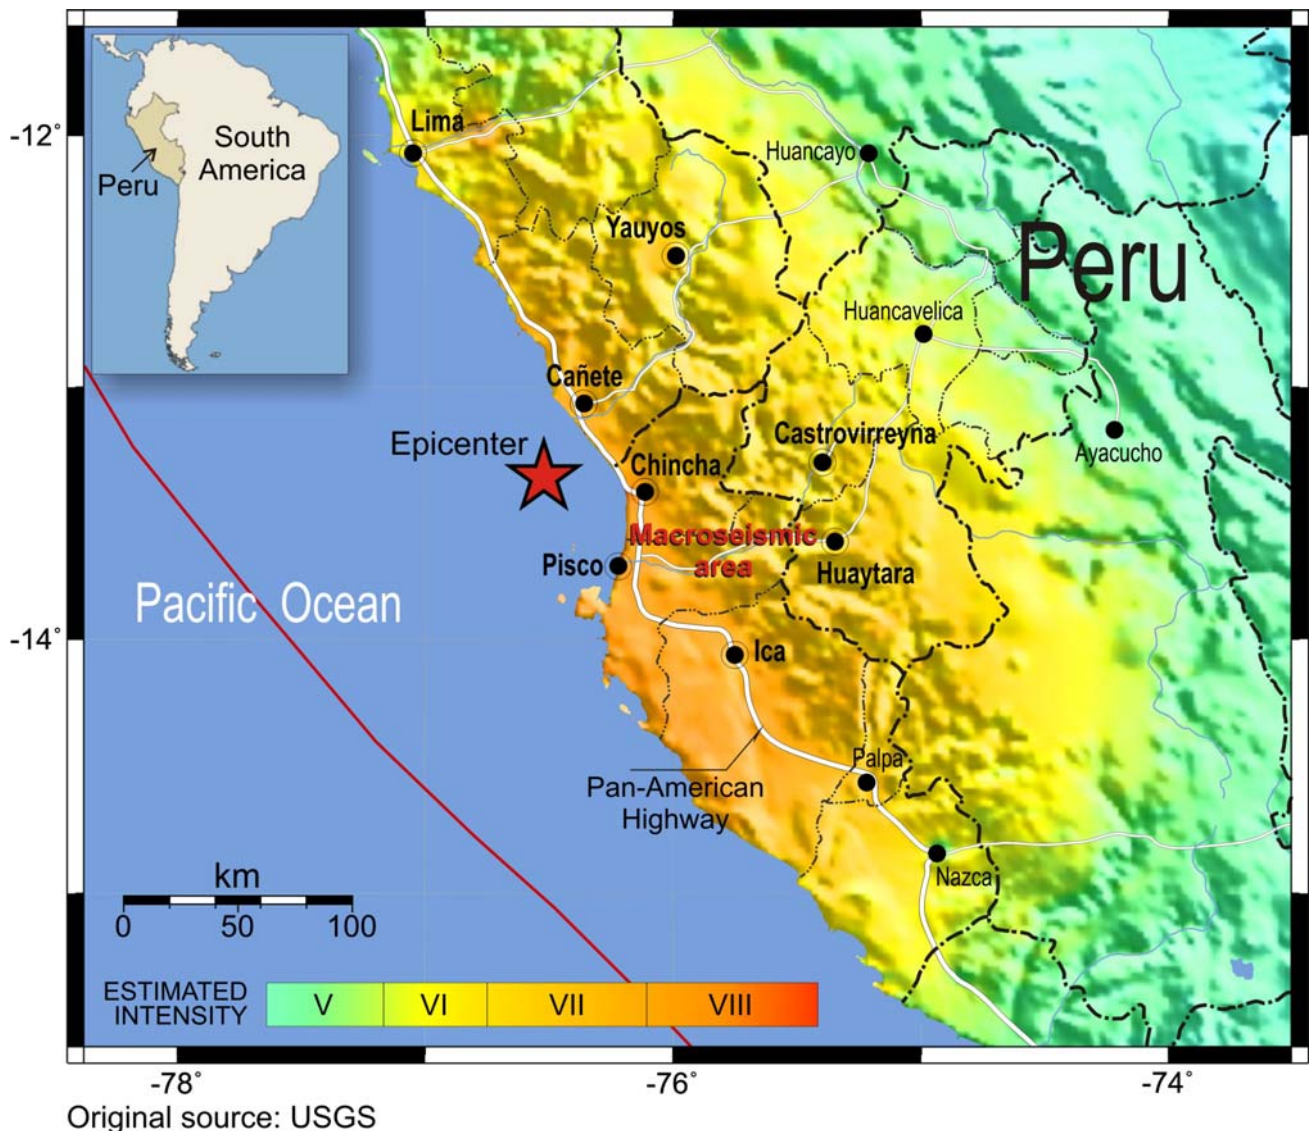 South
America
Peru
-12°
Lima
Huancayo
Yauyos
Peru
Huancavelica
Cañete
Epicenter
Castrovirreyna
Ayacucho
Chincha
Macroseismic
area
Pisco
Huaytara
Pacific Ocean
-14°
Ica
Palpa
Pan-American
Highway
Nazca
km
0 50 100
ESTIMATED
INTENSITY
V VI VII VIII
-78° -76° -74°
Original source: USGS